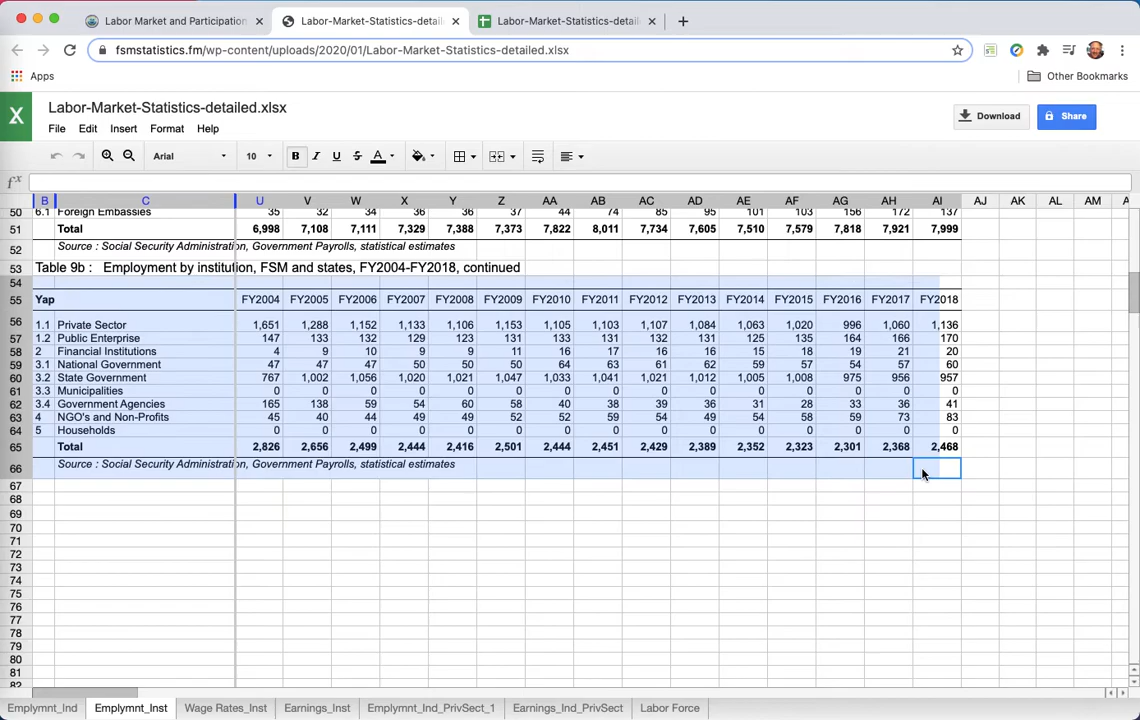 Labor Market and Participation
Labor-Market-Statistics-detail
Labor-Market-Statistics-detail
fsmstatistics.fm/wp-content/uploads/2020/01/Labor-Market-Statistics-detailed.xlsx
Apps
Other Bookmarks
X
Labor-Market-Statistics-detailed.xlsx
File Edit Insert Format Help
Download
Share
Arial 10 B I U S A
fx
B C U V W X Y Z AA AB AC AD AE AF AG AH AI AJ AK AL AM A
50 6.1 Foreign Embassies 35 32 34 36 36 37 44 74 85 95 101 103 156 172 137
51 Total 6,998 7,108 7,111 7,329 7,388 7,373 7,822 8,011 7,734 7,605 7,510 7,579 7,818 7,921 7,999
52 Source : Social Security Administration, Government Payrolls, statistical estimates
53 Table 9b : Employment by institution, FSM and states, FY2004-FY2018, continued
54
55 Yap FY2004 FY2005 FY2006 FY2007 FY2008 FY2009 FY2010 FY2011 FY2012 FY2013 FY2014 FY2015 FY2016 FY2017 FY2018
56 1.1 Private Sector 1,651 1,288 1,152 1,133 1,106 1,153 1,105 1,103 1,107 1,084 1,063 1,020 996 1,060 1,136
57 1.2 Public Enterprise 147 133 132 129 123 131 133 131 132 131 125 135 164 166 170
58 2 Financial Institutions 4 9 10 9 9 11 16 17 16 16 15 18 19 21 20
59 3.1 National Government 47 47 47 50 50 50 64 63 61 62 59 57 54 57 60
60 3.2 State Government 767 1,002 1,056 1,020 1,021 1,047 1,033 1,041 1,021 1,012 1,005 1,008 975 956 957
61 3.3 Municipalities 0 0 0 0 0 0 0 0 0 0 0 0 0 0 0
62 3.4 Government Agencies 165 138 59 54 60 58 40 38 39 36 31 28 33 36 41
63 4 NGO's and Non-Profits 45 40 44 49 49 52 52 59 54 49 54 58 59 73 83
64 5 Households 0 0 0 0 0 0 0 0 0 0 0 0 0 0 0
65 Total 2,826 2,656 2,499 2,444 2,416 2,501 2,444 2,451 2,429 2,389 2,352 2,323 2,301 2,368 2,468
66 Source : Social Security Administration, Government Payrolls, statistical estimates
67
68
69
70
71
72
73
74
75
76
77
78
79
80
81
82
Emplymnt_Ind Emplymnt_Inst Wage Rates_Inst Earnings_Inst Emplymnt_Ind_PrivSect_1 Earnings_Ind_PrivSect Labor Force